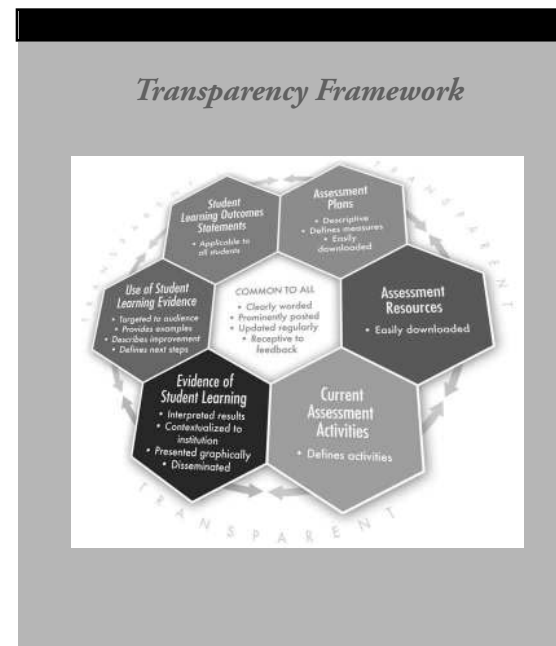 Transparency Framework
Student
Learning Outcomes
Statements
• Applicable to
all students
Assessment
Plans
• Descriptive
• Defines measures
• Easily
downloaded
Use of Student
Learning Evidence
• Targeted to audience
• Provides examples
• Describes improvement
• Defines next steps
COMMON TO ALL
• Clearly worded
• Prominently posted
• Updated regularly
• Receptive to
feedback
Assessment
Resources
• Easily downloaded
Evidence of
Student Learning
• Interpreted results
• Contextualized to
institution
• Presented graphically
• Disseminated
Current
Assessment
Activities
• Defines activities
TRANSPARENT
TRANSPARENT
TRANSPARENT